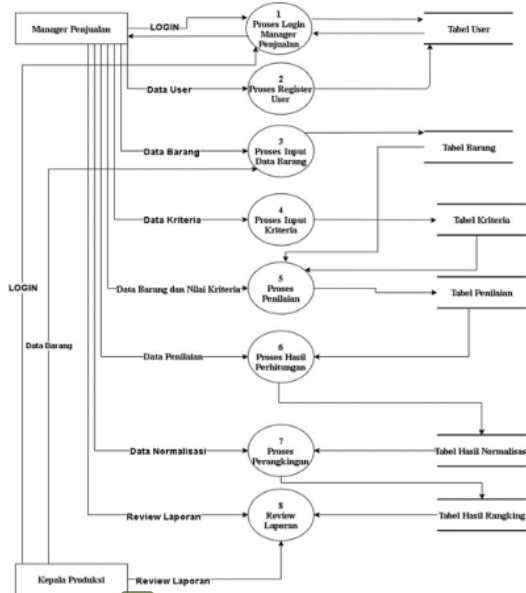 Manager Penjualan
LOGIN
1
Proses Login
Manager
Penjualan
Tabel User
Data User
2
Proses Register
User
Data Barang
3
Proses Input
Data Barang
Tabel Barang
Data Kriteria
4
Proses Input
Kriteria
Tabel Kriteria
LOGIN
Data Barang dan Nilai Kriteria
5
Proses
Penilaian
Tabel Penilaian
Data Barang
Data Penilaian
6
Proses Hasil
Perhitungan
Data Normalisasi
7
Proses
Perangkingan
Tabel Hasil Normalisas
Review Laporan
8
Review
Laporan
Tabel Hasil Rangking
Kepala Produksi
Review Laporan